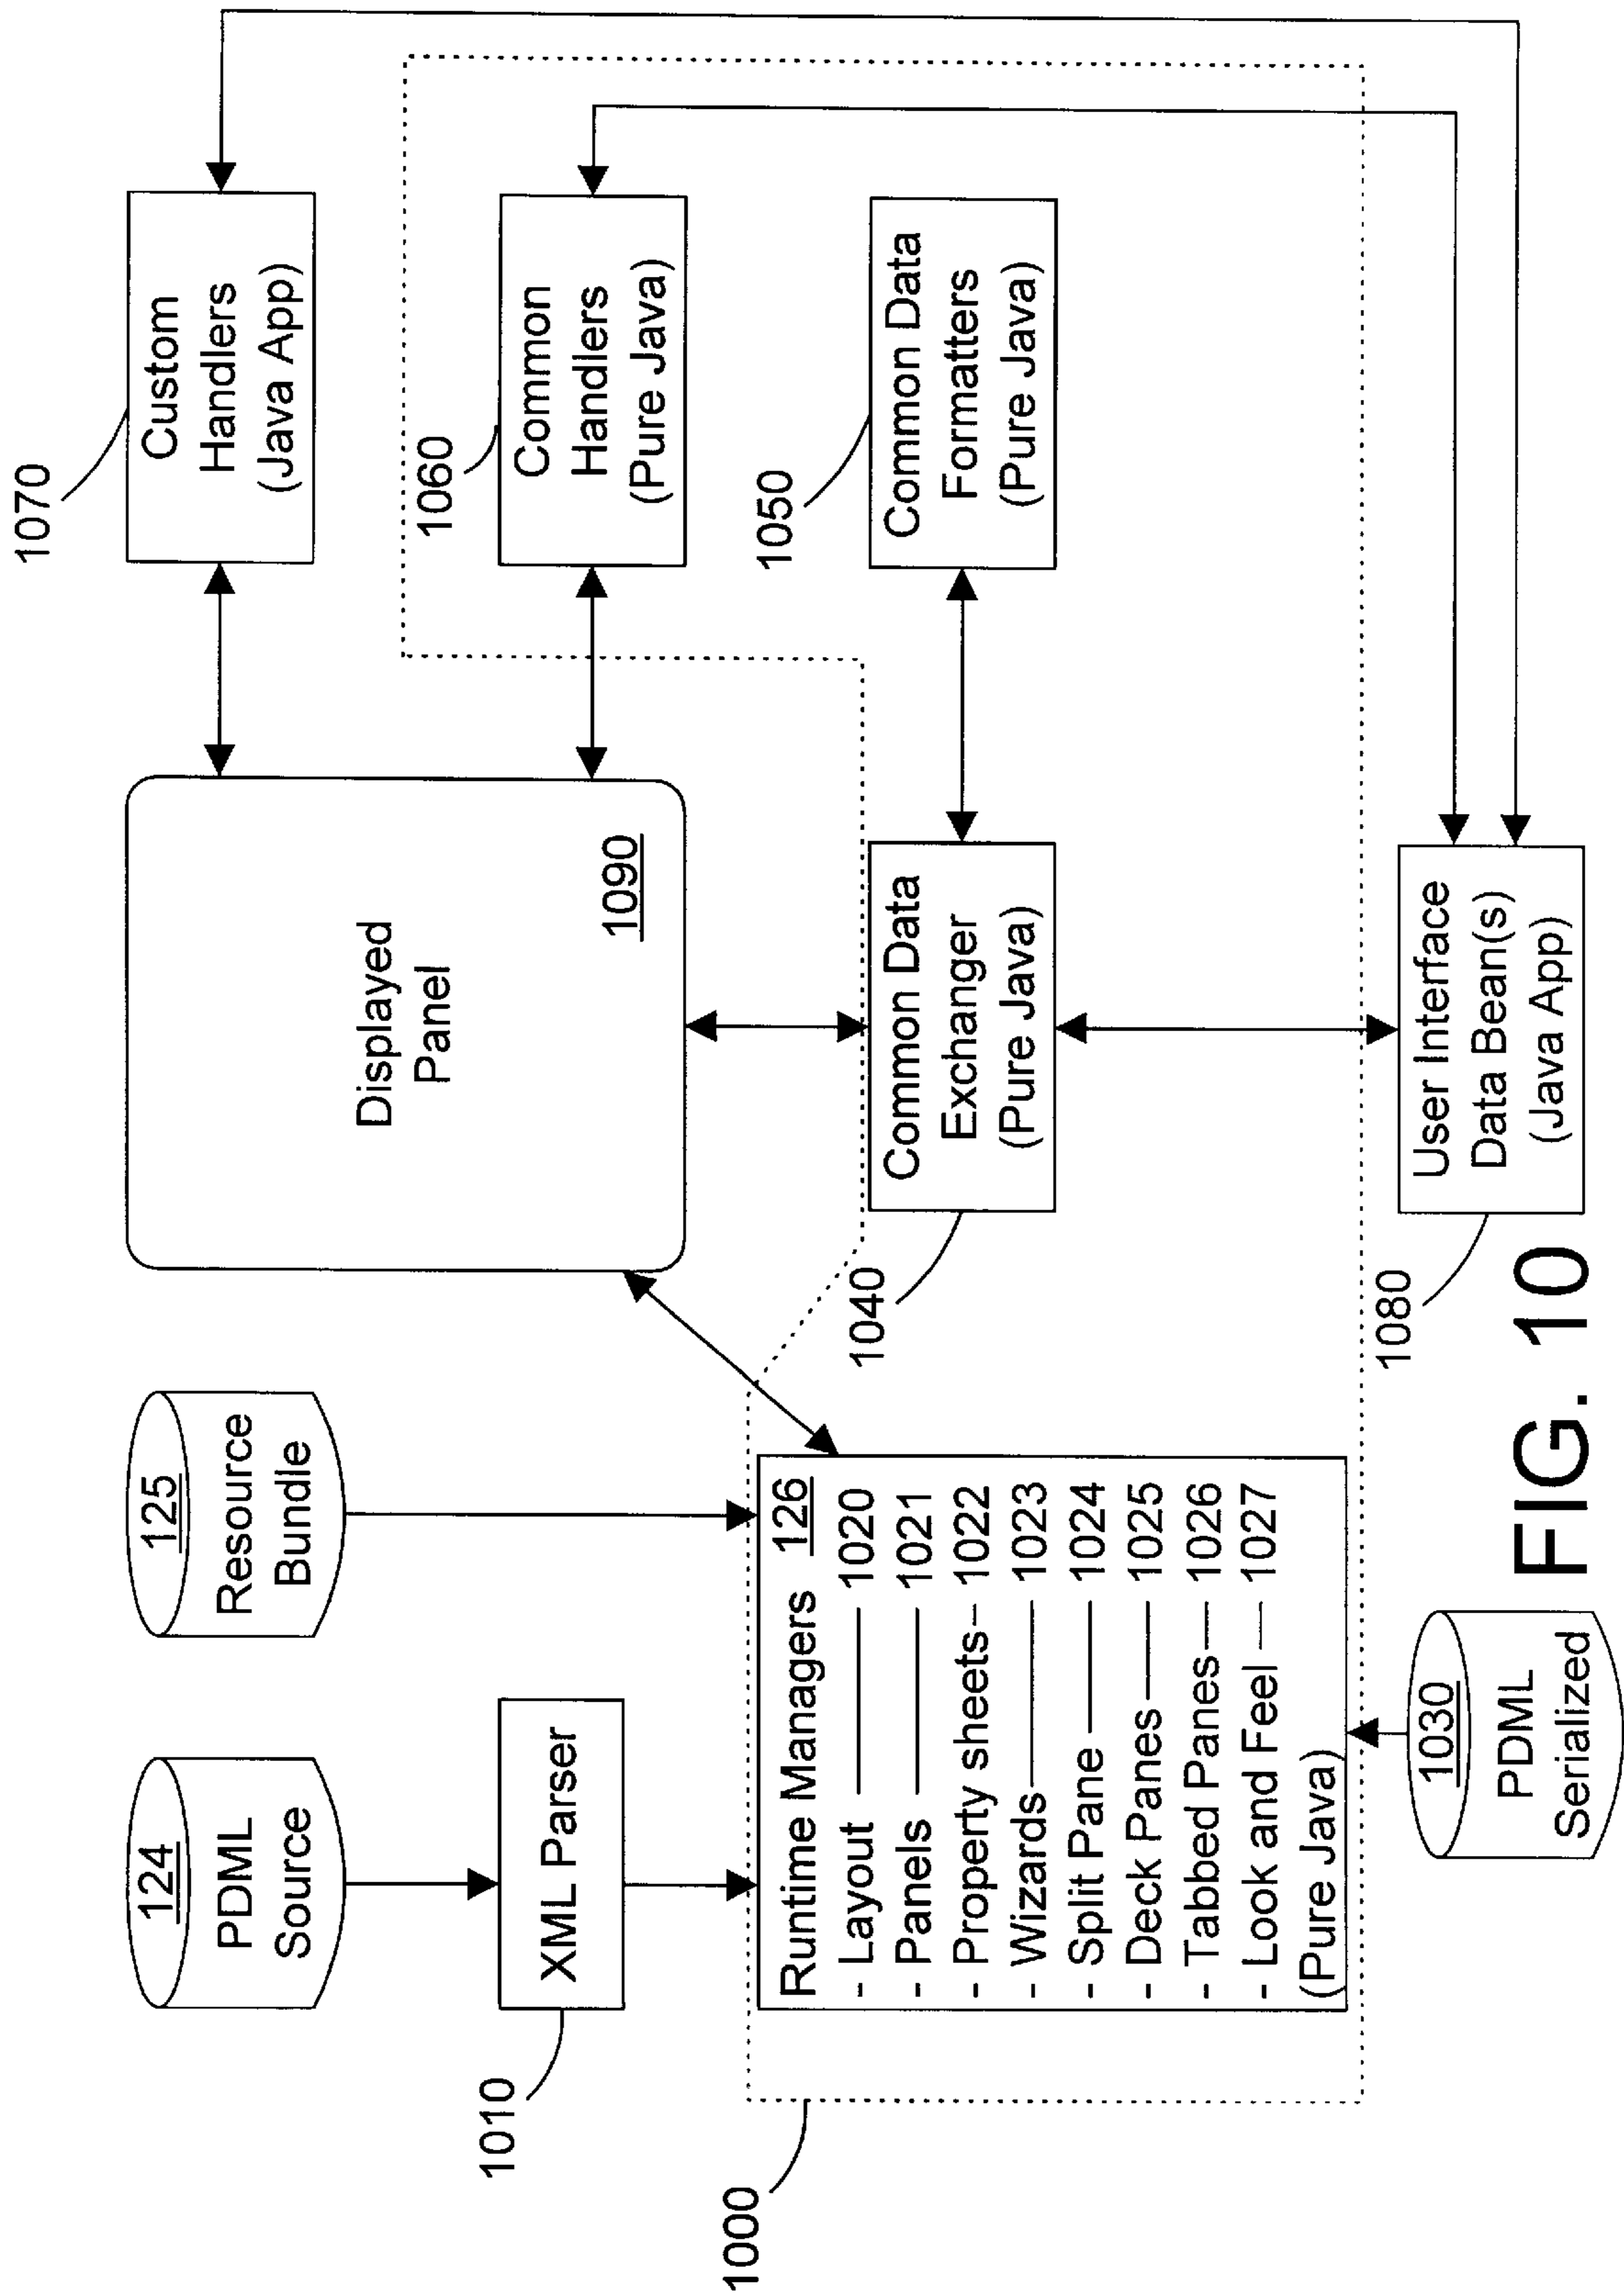 124
PDML
Source
125
Resource
Bundle
Displayed
Panel
1090
1070
Custom
Handlers
(Java App)
1010
XML Parser
1060
Common
Handlers
(Pure Java)
1000
Runtime Managers 126
- Layout 1020
- Panels 1021
- Property sheets 1022
- Wizards 1023
- Split Pane 1024
- Deck Panes 1025
- Tabbed Panes 1026
- Look and Feel 1027
(Pure Java)
1040
Common Data
Exchanger
(Pure Java)
1050
Common Data
Formatters
(Pure Java)
1030
PDML
Serialized
1080
User Interface
Data Bean(s)
(Java App)
FIG. 10